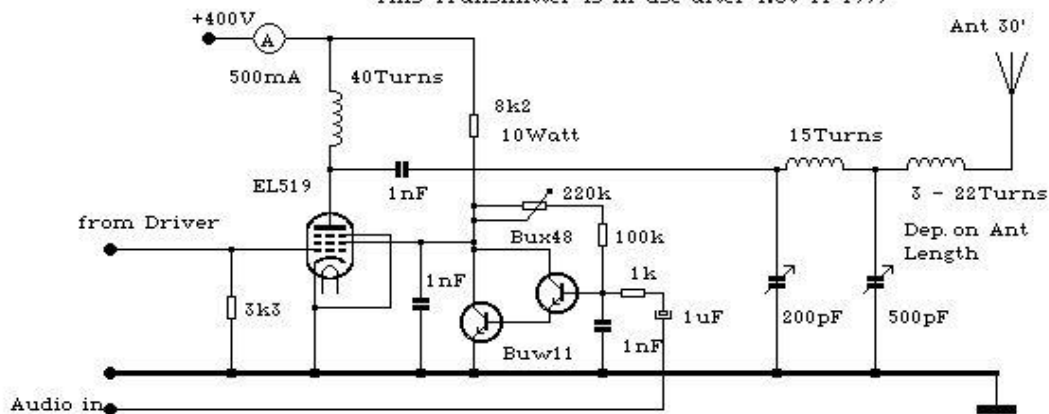 This Transmitter is in use after Nov 11 1999
+400V
A
500mA
40Turns
Ant 30'
8k2
10Watt
15Turns
EL519
1nF
220k
3 - 22Turns
from Driver
Bux48
100k
Dep. on Ant
Length
1nF
1k
3k3
1uF
200pF
500pF
Buw11
1nF
Audio in